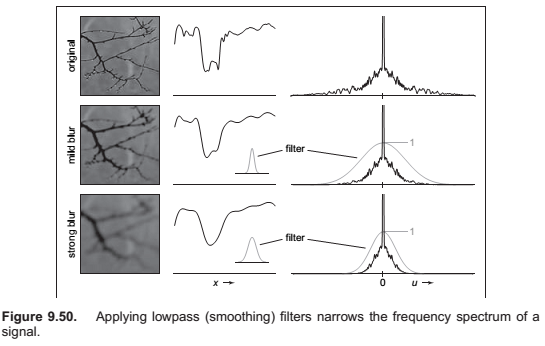 original
mild blur
filter
1
strong blur
filter
1
x →
0
u →
Figure 9.50. Applying lowpass (smoothing) filters narrows the frequency spectrum of a
signal.